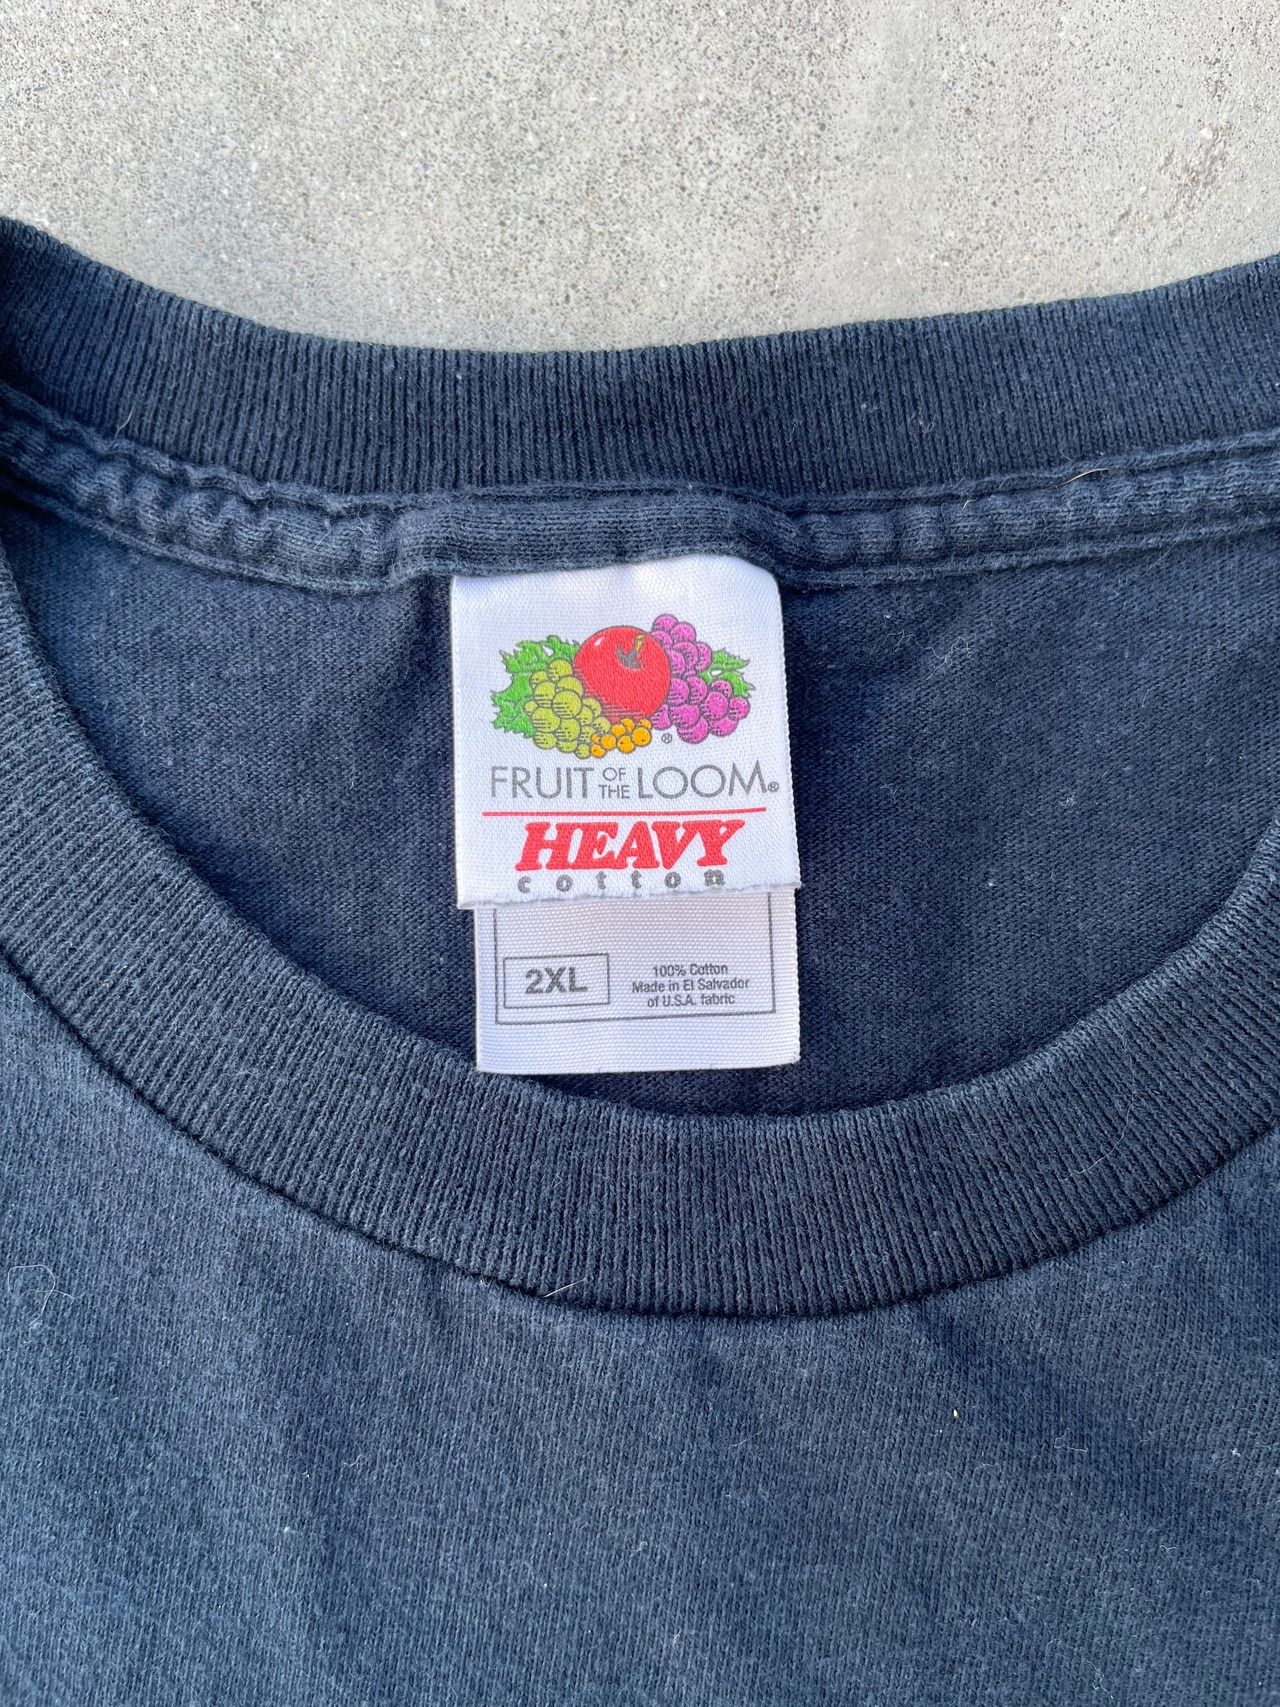 ®
FRUIT OF THE LOOM®
HEAVY
cotton
2XL
100% Cotton
Made in El Salvador
of U.S.A. fabric